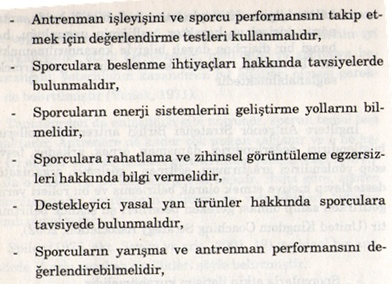 - Antrenman işleyişini ve sporcu performansını takip et-
mek için değerlendirme testleri kullanmalıdır,
- Sporculara beslenme ihtiyaçları hakkında tavsiyelerde
bulunmalıdır,
- Sporcuların enerji sistemlerini geliştirme yollarını bil-
melidir,
- Sporculara rahatlama ve zihinsel görüntüleme egzersiz-
leri hakkında bilgi vermelidir,
- Destekleyici yasal yan ürünler hakkında sporculara
tavsiyede bulunmalıdır,
- Sporcuların yarışma ve antrenman performansını de-
ğerlendirebilmelidir,